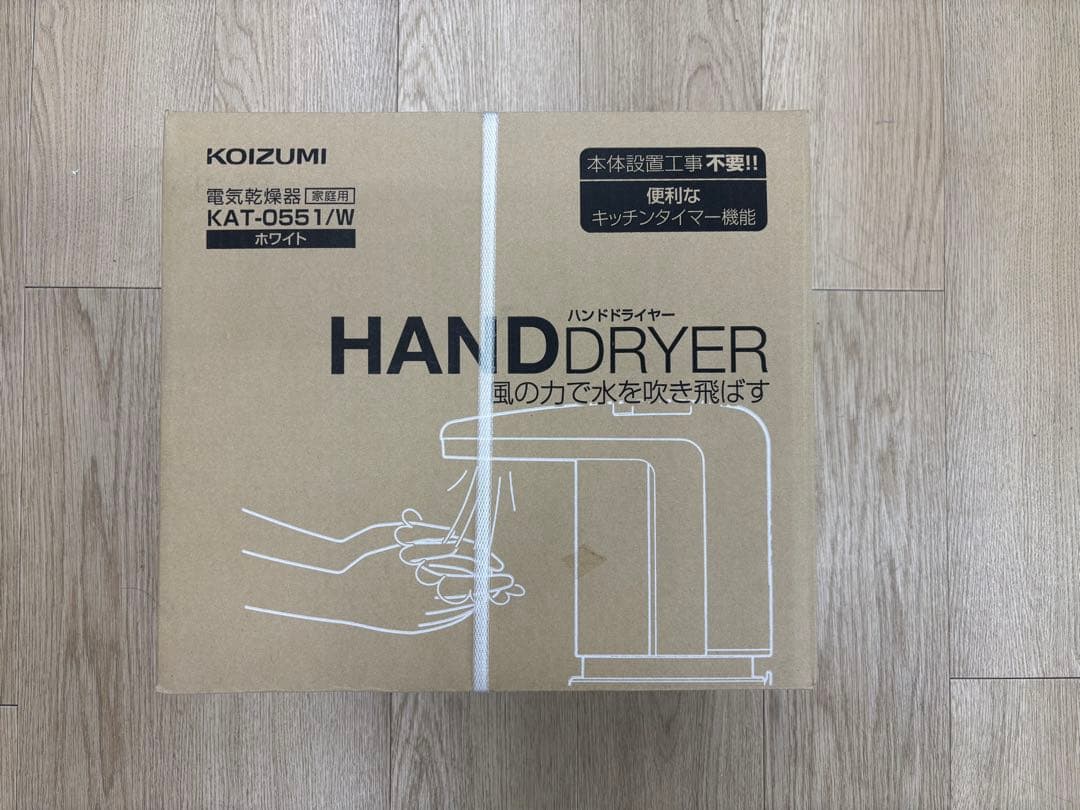 KOIZUMI
電気乾燥器 家庭用
KAT-0551/W
ホワイト
本体設置工事不要!!
便利な
キッチンタイマー機能
ハンドドライヤー
HANDDRYER
風の力で水を吹き飛ばす